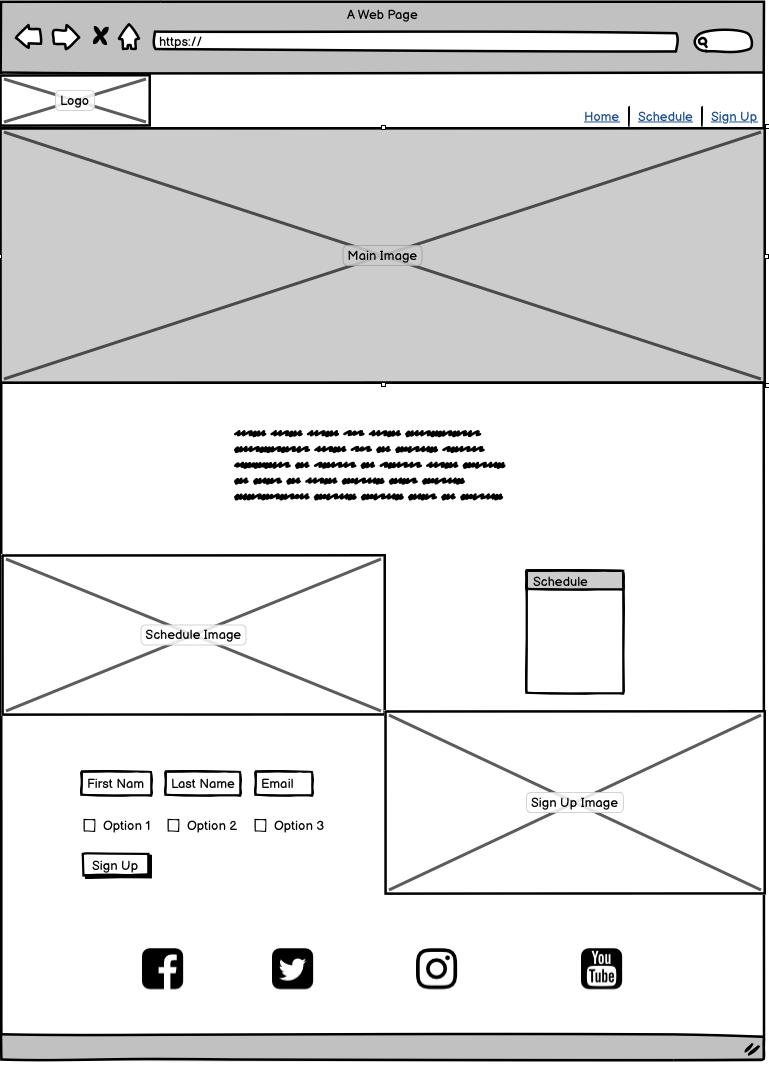 A Web Page
https://
Logo
Home Schedule Sign Up
Main Image
Schedule
Schedule Image
Sign Up Image
First Nam Last Name Email
Option 1 Option 2 Option 3
Sign Up
You
Tube